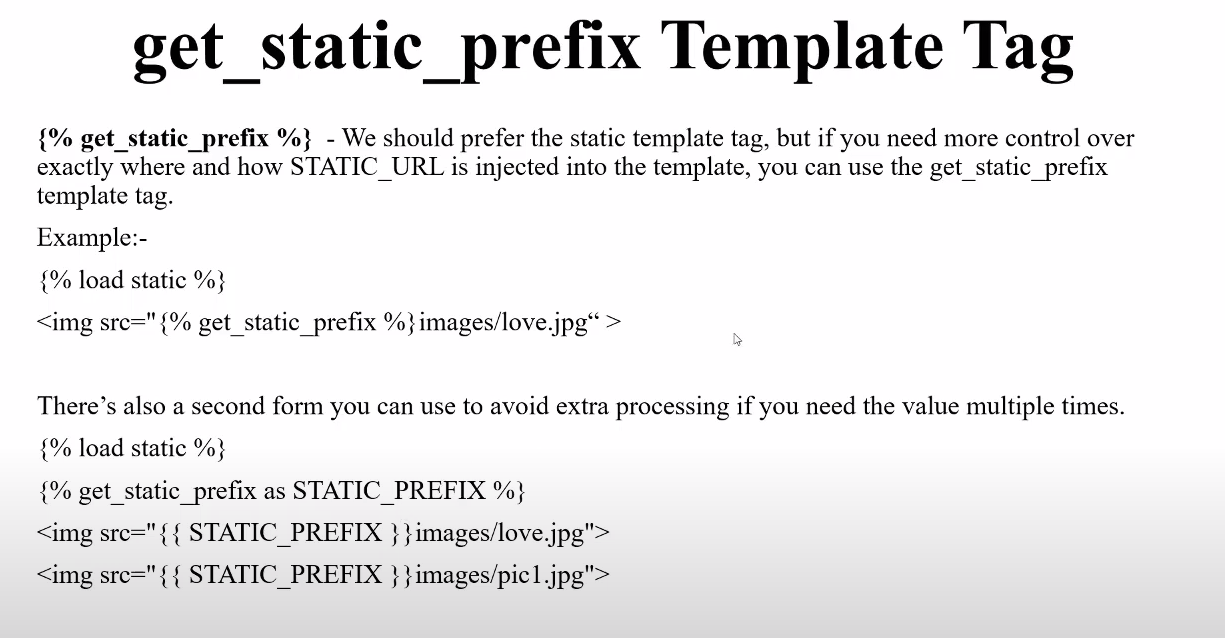 get_static_prefix Template Tag
{% get_static_prefix %}  - We should prefer the static template tag, but if you need more control over
exactly where and how STATIC_URL is injected into the template, you can use the get_static_prefix
template tag.
Example:-
{% load static %}
<img src="{% get_static_prefix %}images/love.jpg“ >
There’s also a second form you can use to avoid extra processing if you need the value multiple times.
{% load static %}
{% get_static_prefix as STATIC_PREFIX %}
<img src="{{ STATIC_PREFIX }}images/love.jpg">
<img src="{{ STATIC_PREFIX }}images/pic1.jpg">